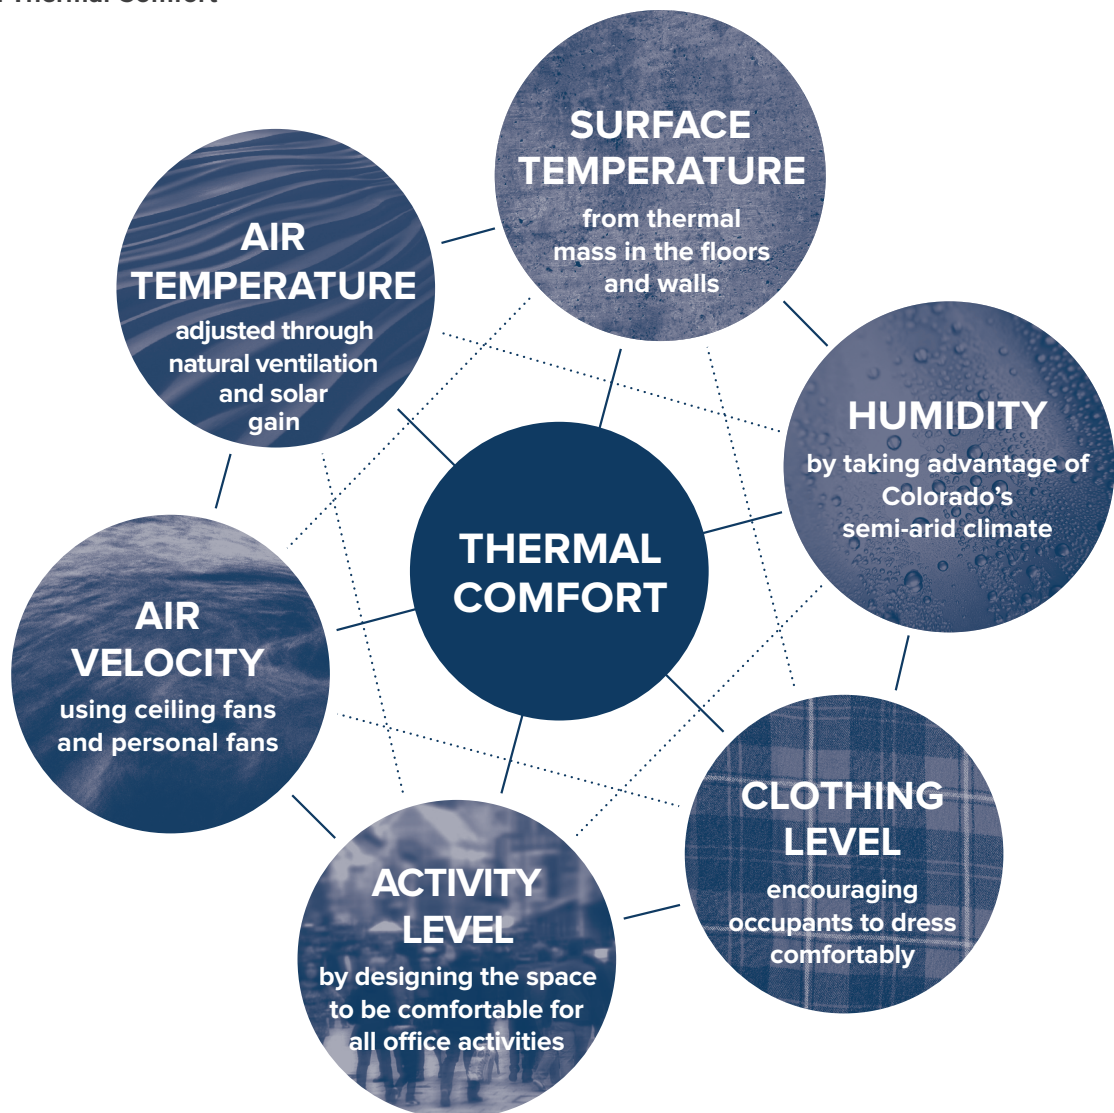 Thermal Comfort
SURFACE
TEMPERATURE
from thermal
mass in the floors
and walls
AIR
TEMPERATURE
adjusted through
natural ventilation
and solar
gain
HUMIDITY
by taking advantage of
Colorado’s
semi-arid climate
THERMAL
COMFORT
AIR
VELOCITY
using ceiling fans
and personal fans
CLOTHING
LEVEL
encouraging
occupants to dress
comfortably
ACTIVITY
LEVEL
by designing the space
to be comfortable for
all office activities